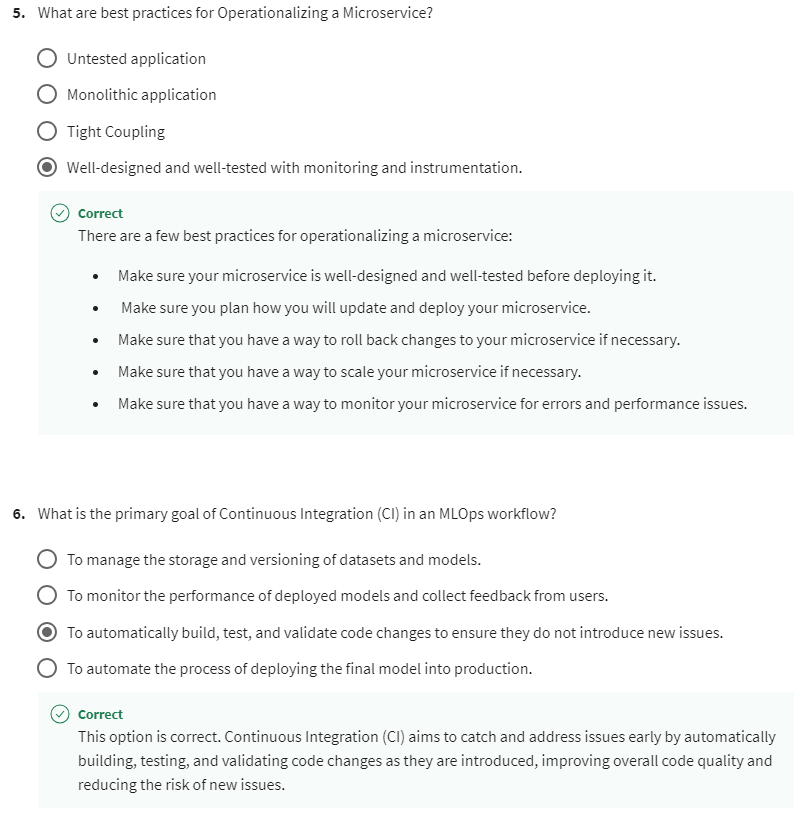 5. What are best practices for Operationalizing a Microservice?
Untested application
Monolithic application
Tight Coupling
Well-designed and well-tested with monitoring and instrumentation.
Correct
There are a few best practices for operationalizing a microservice:
• Make sure your microservice is well-designed and well-tested before deploying it.
• Make sure you plan how you will update and deploy your microservice.
• Make sure that you have a way to roll back changes to your microservice if necessary.
• Make sure that you have a way to scale your microservice if necessary.
• Make sure that you have a way to monitor your microservice for errors and performance issues.
6. What is the primary goal of Continuous Integration (CI) in an MLOps workflow?
To manage the storage and versioning of datasets and models.
To monitor the performance of deployed models and collect feedback from users.
To automatically build, test, and validate code changes to ensure they do not introduce new issues.
To automate the process of deploying the final model into production.
Correct
This option is correct. Continuous Integration (CI) aims to catch and address issues early by automatically
building, testing, and validating code changes as they are introduced, improving overall code quality and
reducing the risk of new issues.